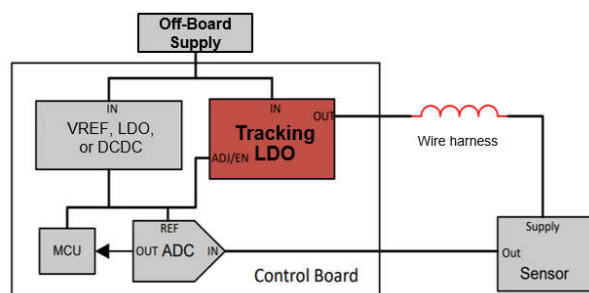 Off-Board
Supply
IN
VREF, LDO,
or DCDC
IN
OUT
Tracking
LDO
ADJ/EN
Wire harness
MCU
REF
OUT ADC IN
Control Board
Supply
Out
Sensor